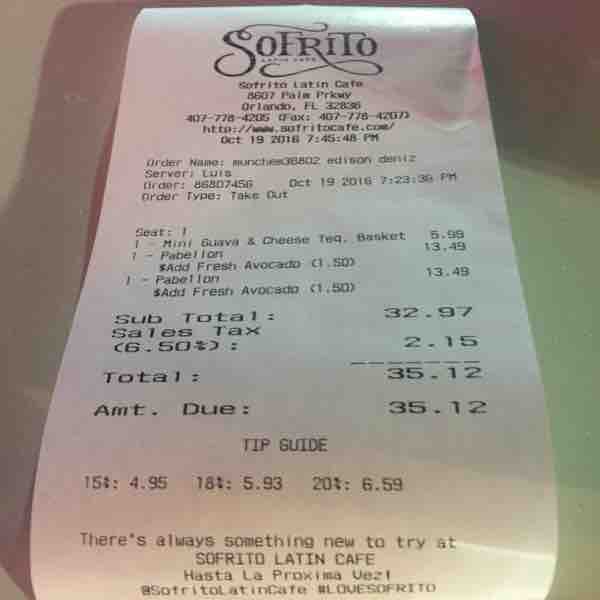 SOFRITO
LATIN CAFE
Sofrito Latin Cafe
8607 Palm Prkwy
Orlando, FL 32836
407-778-4205 (Fax: 407-778-4207)
http://www.sofritocafe.com/
Oct 19 2016 7:45:48 PM
Order Name: munchem36802 edison deniz
Server: Luis
Order: 86807456 Oct 19 2016 7:23:36 PM
Order Type: Take Out
Seat: 1
1 - Mini Guava & Cheese Teq. Basket 5.99
1 - Pabellon 13.49
$Add Fresh Avocado (1.50)
1 - Pabellon 13.49
$Add Fresh Avocado (1.50)
Sub Total: 32.97
Sales Tax
(6.50%): 2.15
Total: 35.12
Amt. Due: 35.12
TIP GUIDE
15%: 4.95 18%: 5.93 20%: 6.59
There's always something new to try at
SOFRITO LATIN CAFE
Hasta La Proxima Vez!
@SofritoLatinCafe #LOVESOFRITO